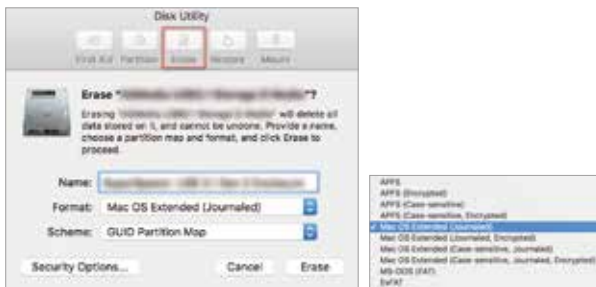 Disk Utility
First Aid Partition Erase Restore Mount
Erase " "?
Erasing will delete all
data stored on it, and cannot be undone. Provide a name,
choose a partition map and format, and click Erase to
proceed.
Name:
Format: Mac OS Extended (Journaled)
Scheme: GUID Partition Map
Security Options... Cancel Erase
APFS
APFS (Encrypted)
APFS (Case-sensitive)
APFS (Case-sensitive, Encrypted)
✓ Mac OS Extended (Journaled)
Mac OS Extended (Journaled, Encrypted)
Mac OS Extended (Case-sensitive, Journaled)
Mac OS Extended (Case-sensitive, Journaled, Encrypted)
MS-DOS (FAT)
ExFAT